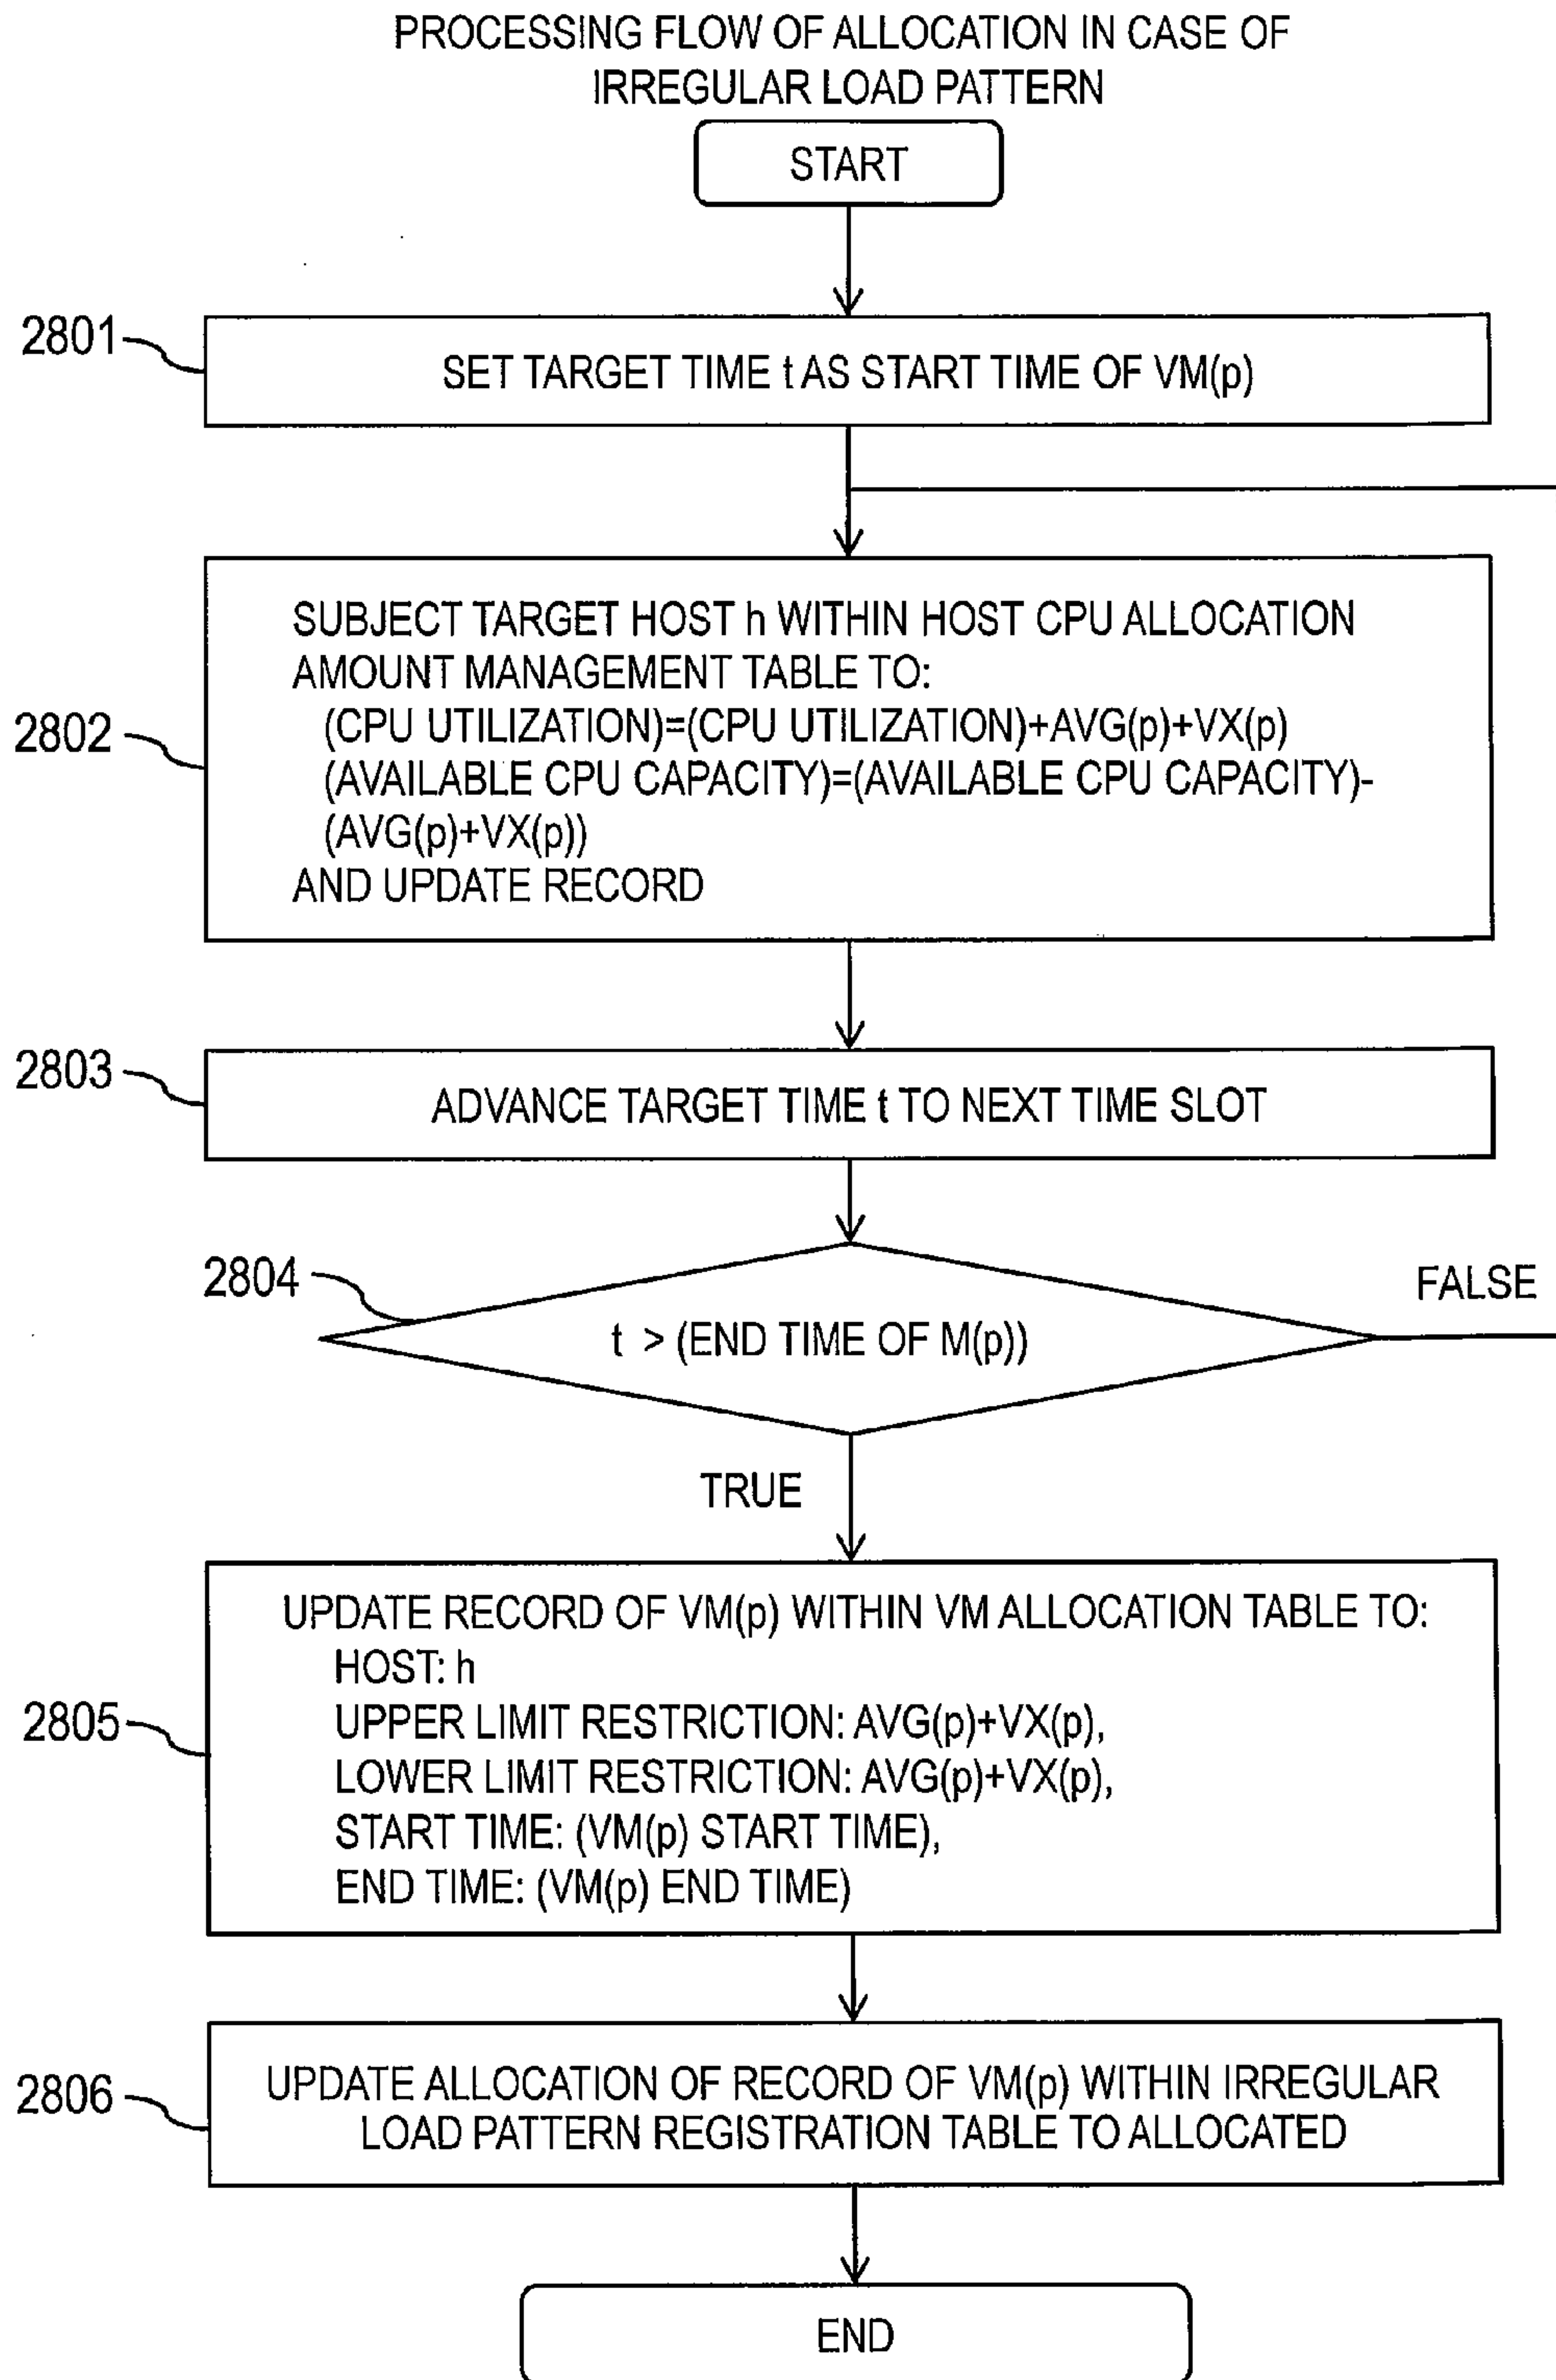 PROCESSING FLOW OF ALLOCATION IN CASE OF
IRREGULAR LOAD PATTERN
START
2801
SET TARGET TIME t AS START TIME OF VM(p)
2802
SUBJECT TARGET HOST h WITHIN HOST CPU ALLOCATION
AMOUNT MANAGEMENT TABLE TO:
(CPU UTILIZATION)=(CPU UTILIZATION)+AVG(p)+VX(p)
(AVAILABLE CPU CAPACITY)=(AVAILABLE CPU CAPACITY)-
(AVG(p)+VX(p))
AND UPDATE RECORD
2803
ADVANCE TARGET TIME t TO NEXT TIME SLOT
2804
t > (END TIME OF M(p))
FALSE
TRUE
2805
UPDATE RECORD OF VM(p) WITHIN VM ALLOCATION TABLE TO:
HOST: h
UPPER LIMIT RESTRICTION: AVG(p)+VX(p),
LOWER LIMIT RESTRICTION: AVG(p)+VX(p),
START TIME: (VM(p) START TIME),
END TIME: (VM(p) END TIME)
2806
UPDATE ALLOCATION OF RECORD OF VM(p) WITHIN IRREGULAR
LOAD PATTERN REGISTRATION TABLE TO ALLOCATED
END